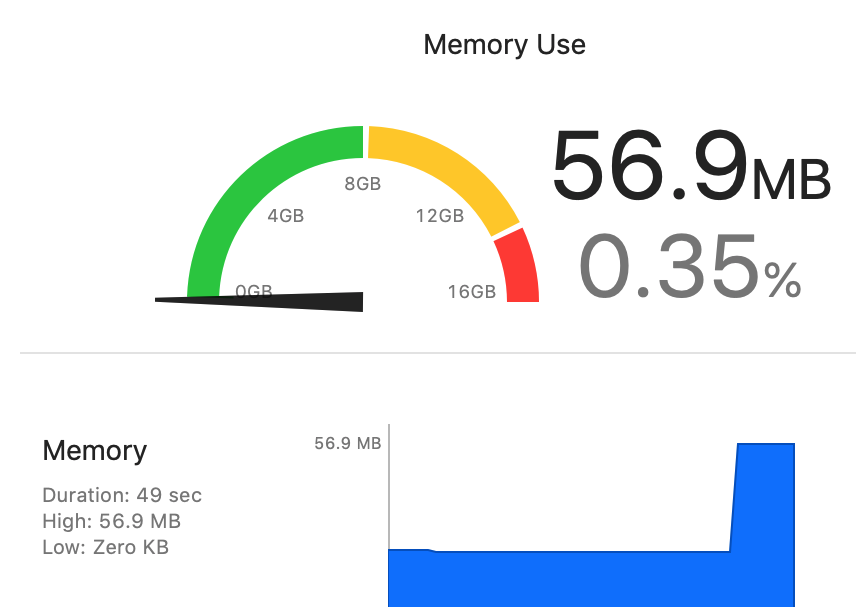 Memory Use
56.9MB
0.35%
8GB
4GB
12GB
0GB
16GB
Memory
Duration: 49 sec
High: 56.9 MB
Low: Zero KB
56.9 MB